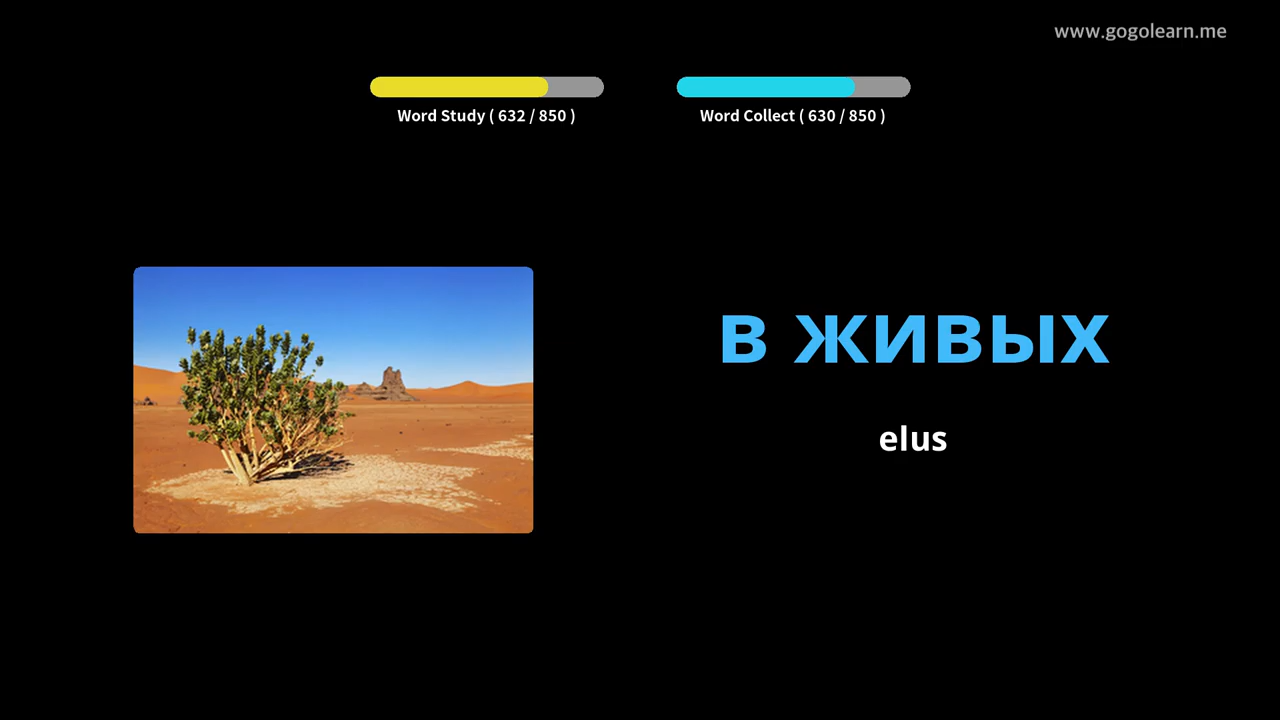 www.gogolearn.me
Word Study ( 632 / 850 )
Word Collect ( 630 / 850 )
в живых
elus